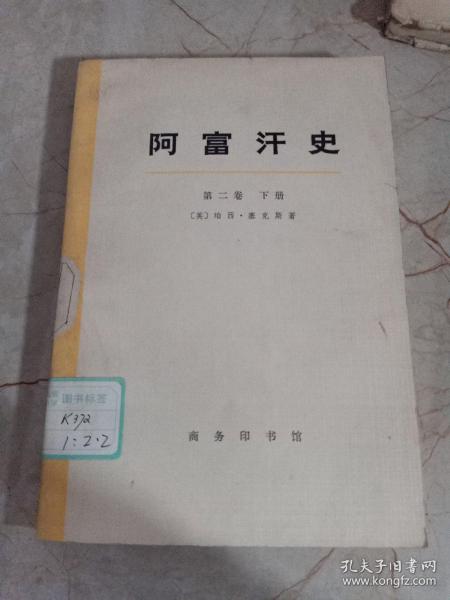 阿富汗史
第二卷 下册
〔英〕珀西·塞克斯著
图书标签
K372
1:2·2
商务印书馆
孔夫子旧书网
www.kongfz.com